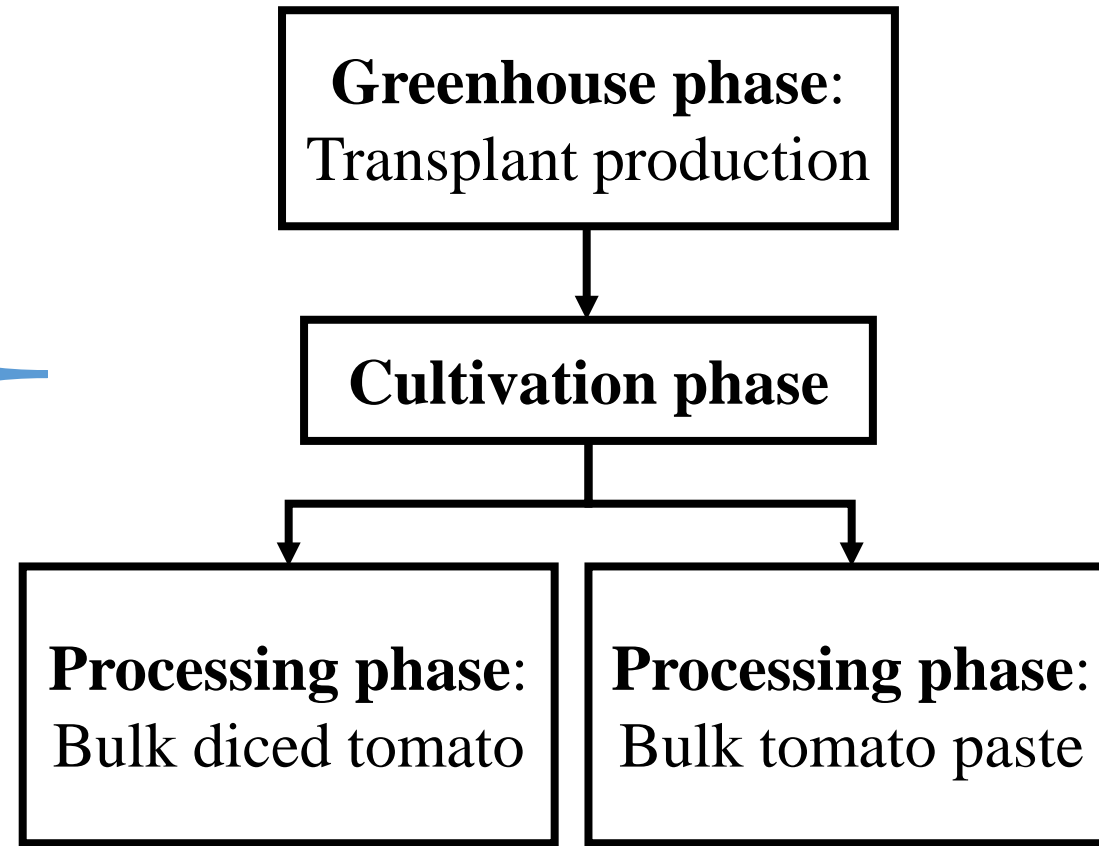 Greenhouse phase:
Transplant production
Cultivation phase
Processing phase:
Bulk diced tomato
Processing phase:
Bulk tomato paste